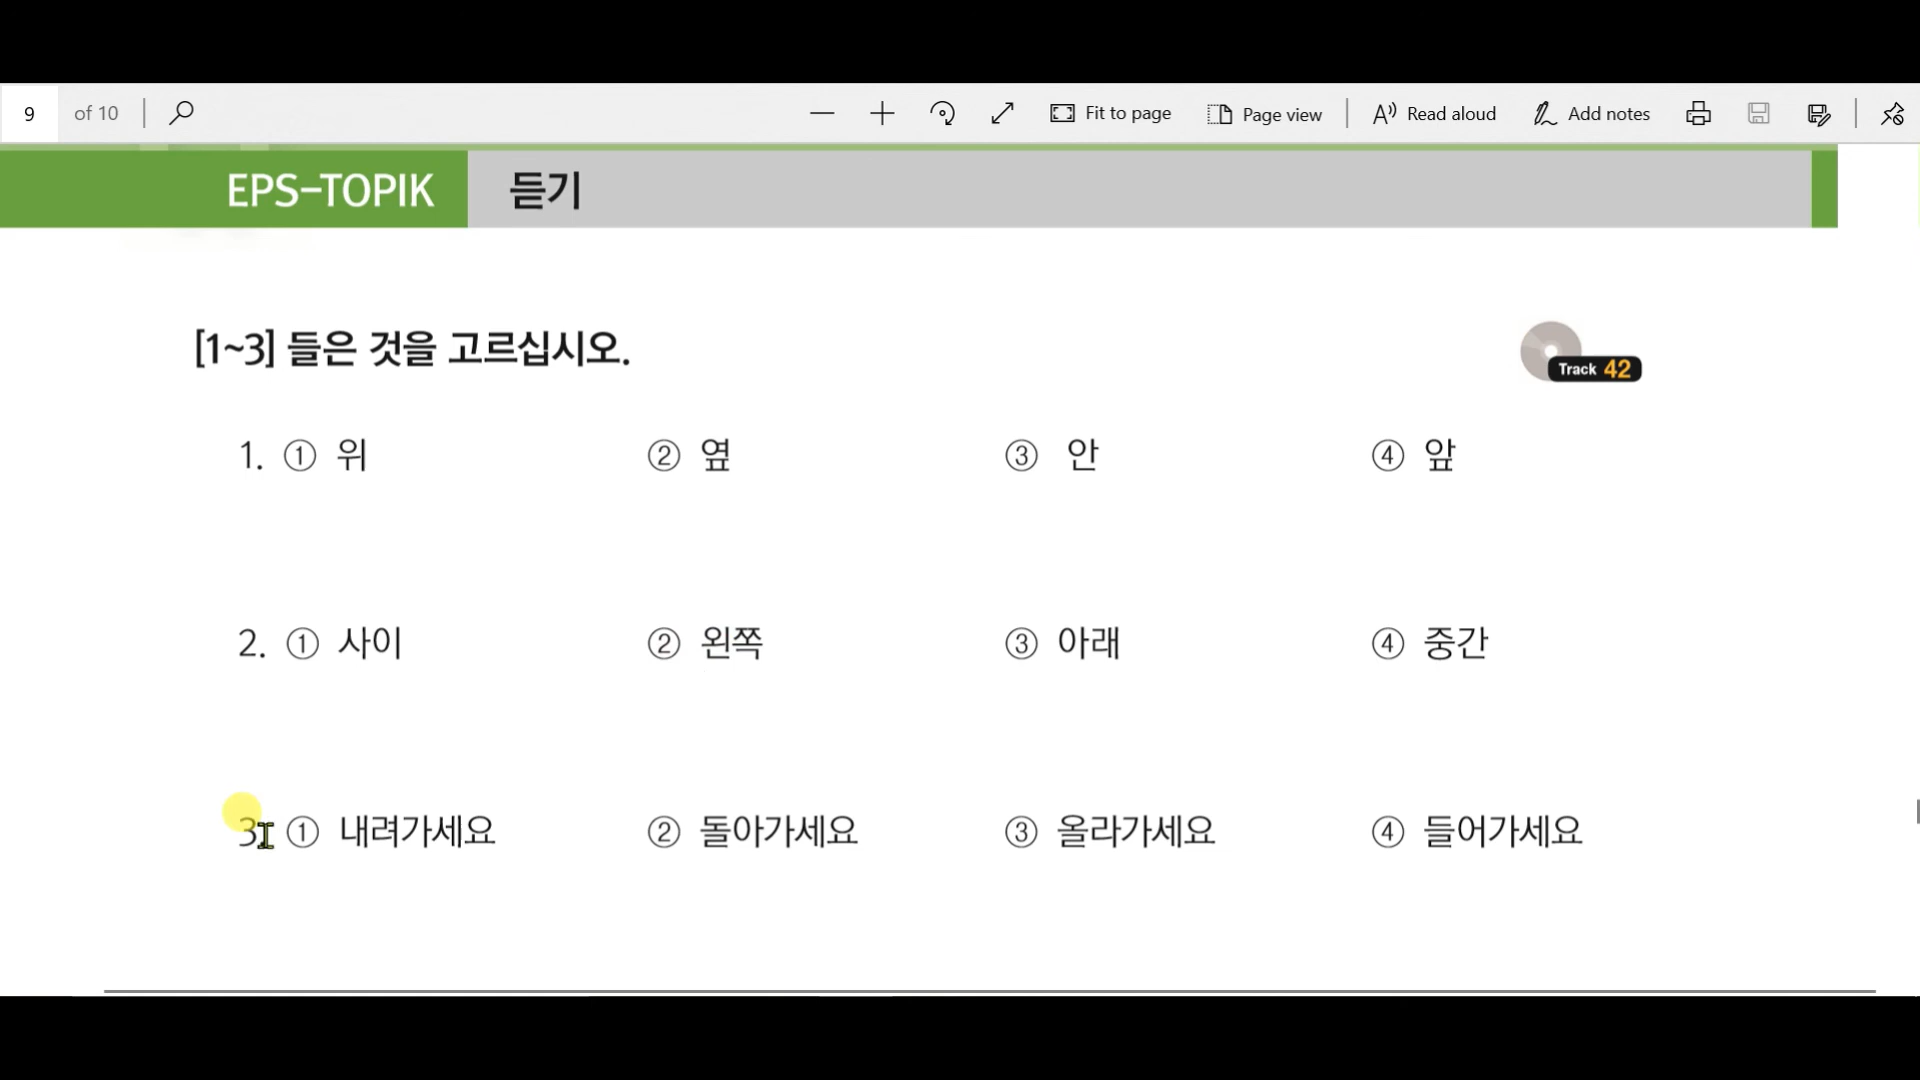 9 of 10 Fit to page Page view Read aloud Add notes
EPS-TOPIK 듣기
[1~3] 들은 것을 고르십시오.
Track 42
1. ① 위 ② 옆 ③ 안 ④ 앞
2. ① 사이 ② 왼쪽 ③ 아래 ④ 중간
3. ① 내려가세요 ② 돌아가세요 ③ 올라가세요 ④ 들어가세요